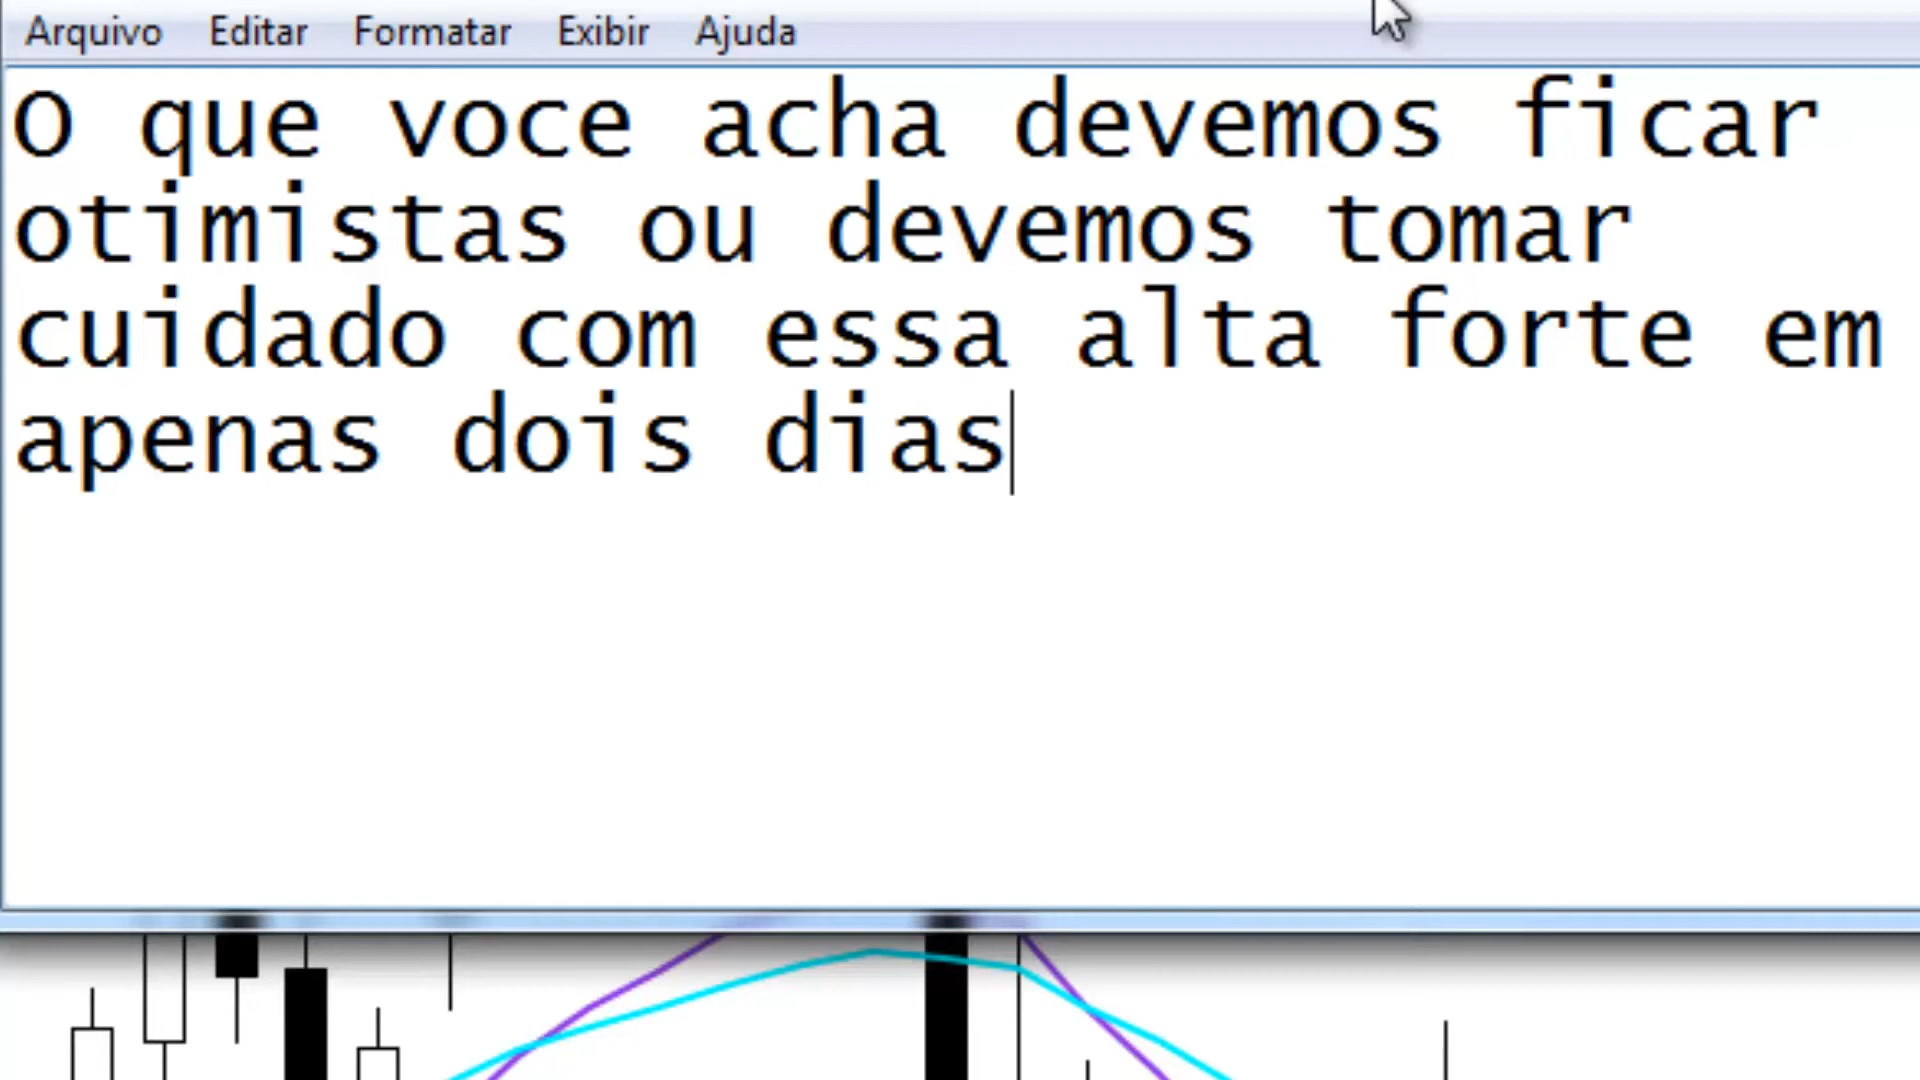 Arquivo Editar Formatar Exibir Ajuda
O que voce acha devemos ficar
otimistas ou devemos tomar
cuidado com essa alta forte em
apenas dois dias